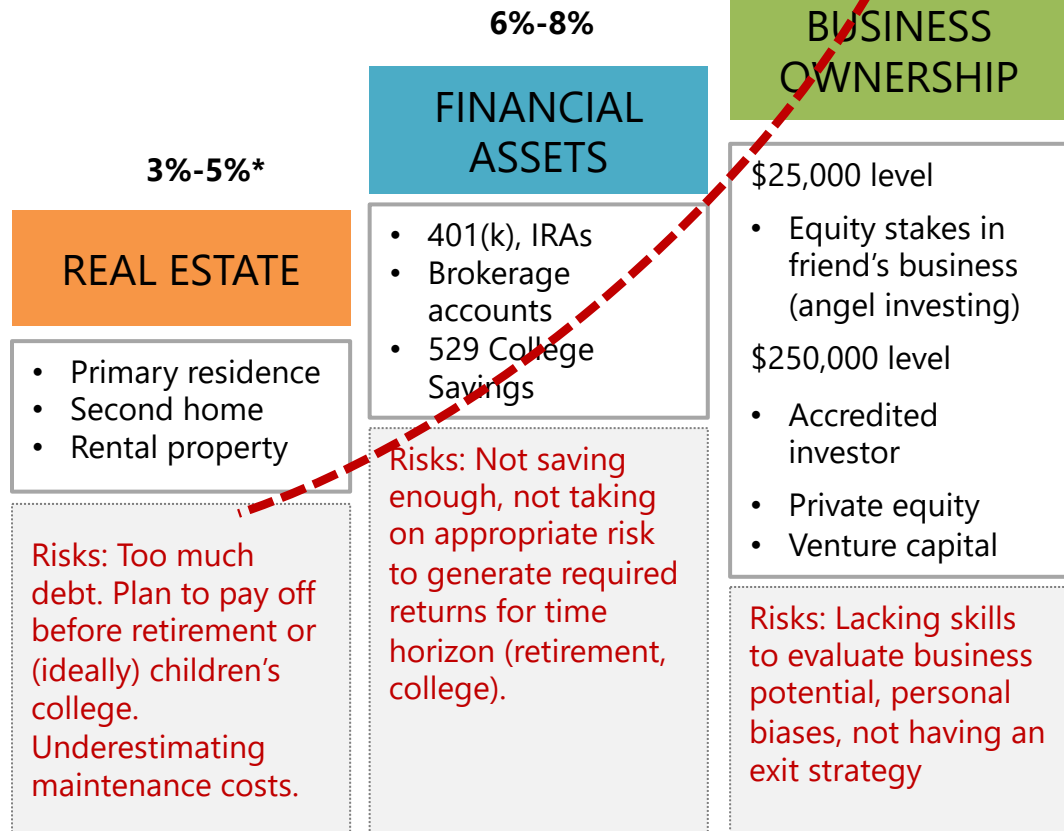 3%-5%*
REAL ESTATE
• Primary residence
• Second home
• Rental property
Risks: Too much
debt. Plan to pay off
before retirement or
(ideally) children’s
college.
Underestimating
maintenance costs.
6%-8%
FINANCIAL
ASSETS
• 401(k), IRAs
• Brokerage
accounts
• 529 College
Savings
Risks: Not saving
enough, not taking
on appropriate risk
to generate required
returns for time
horizon (retirement,
college).
BUSINESS
OWNERSHIP
$25,000 level
• Equity stakes in
friend’s business
(angel investing)
$250,000 level
• Accredited
investor
• Private equity
• Venture capital
Risks: Lacking skills
to evaluate business
potential, personal
biases, not having an
exit strategy